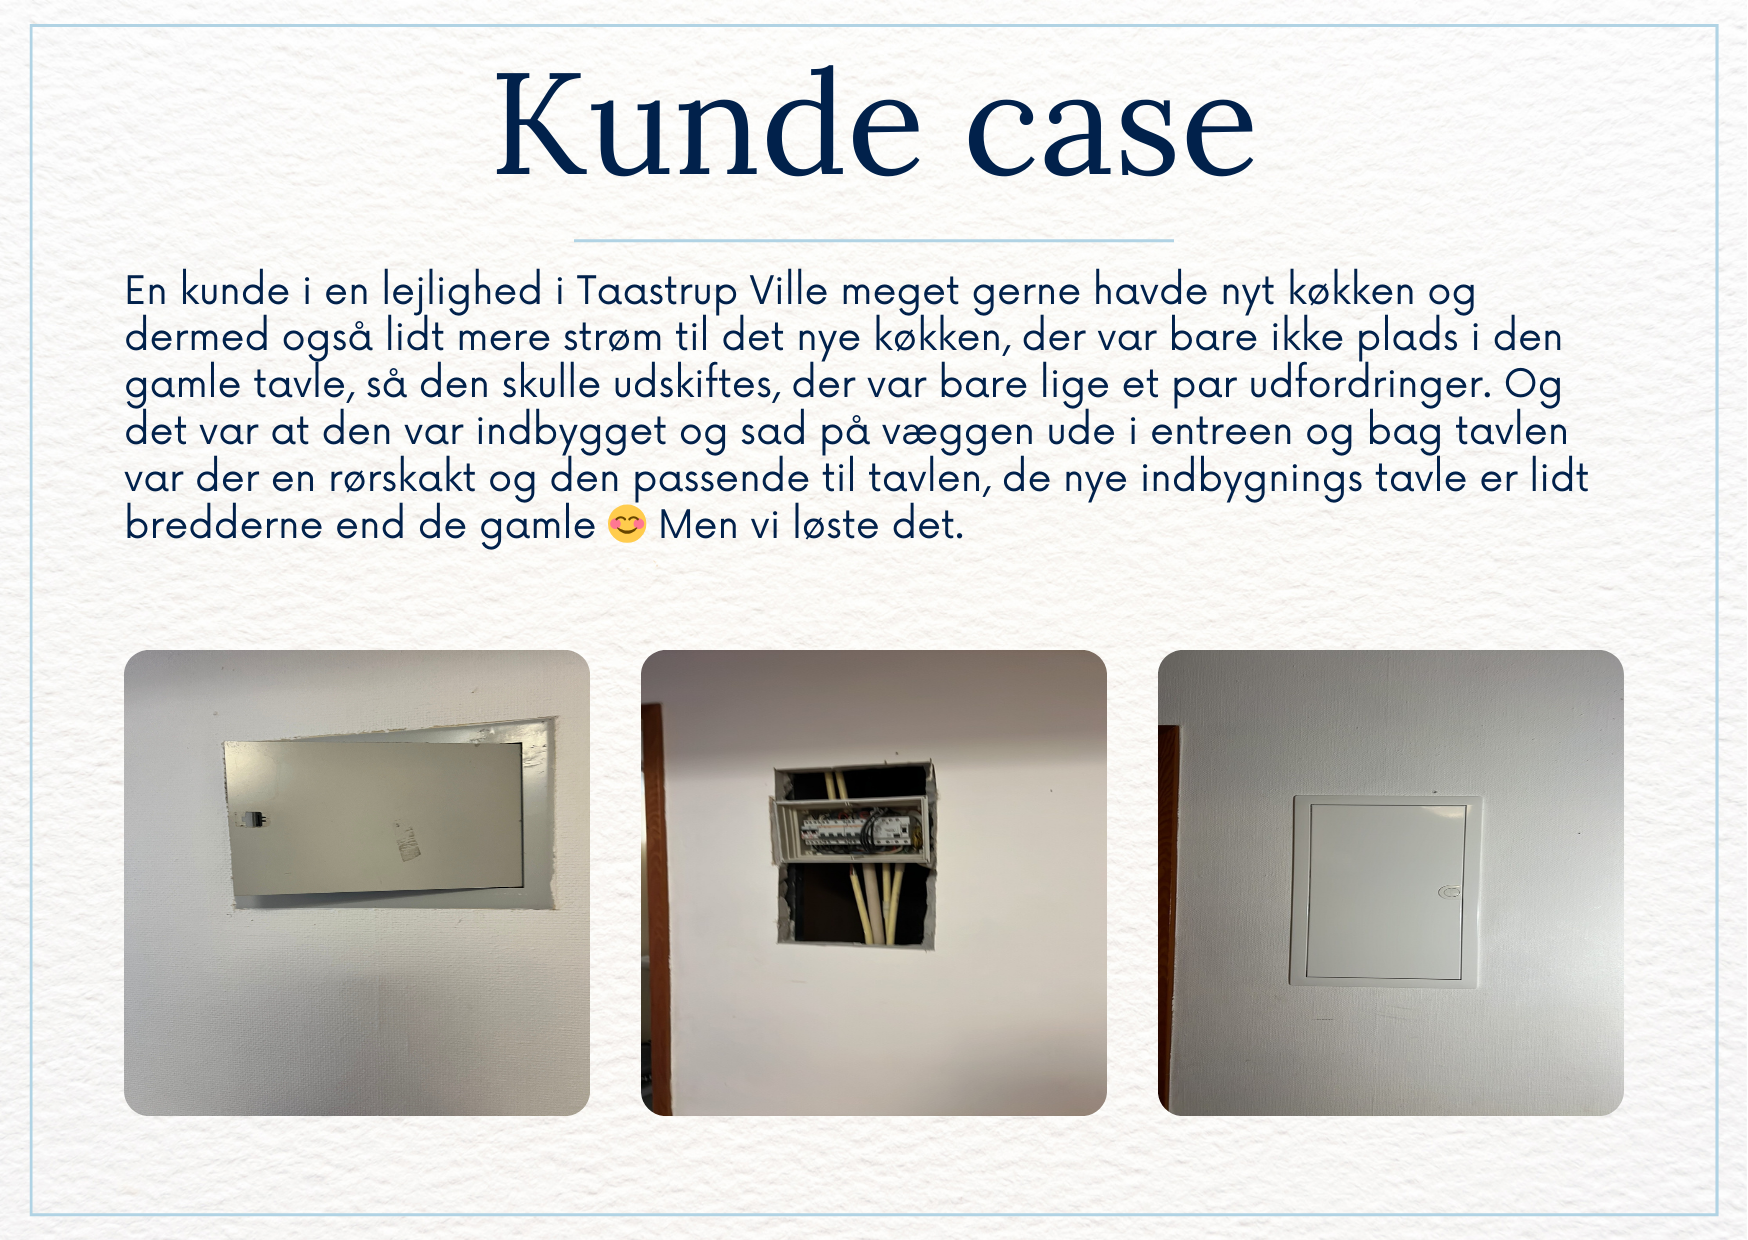 Kunde case
En kunde i en lejlighed i Taastrup Ville meget gerne havde nyt køkken og
dermed også lidt mere strøm til det nye køkken, der var bare ikke plads i den
gamle tavle, så den skulle udskiftes, der var bare lige et par udfordringer. Og
det var at den var indbygget og sad på væggen ude i entreen og bag tavlen
var der en rørskakt og den passende til tavlen, de nye indbygnings tavle er lidt
bredderne end de gamle 😊 Men vi løste det.